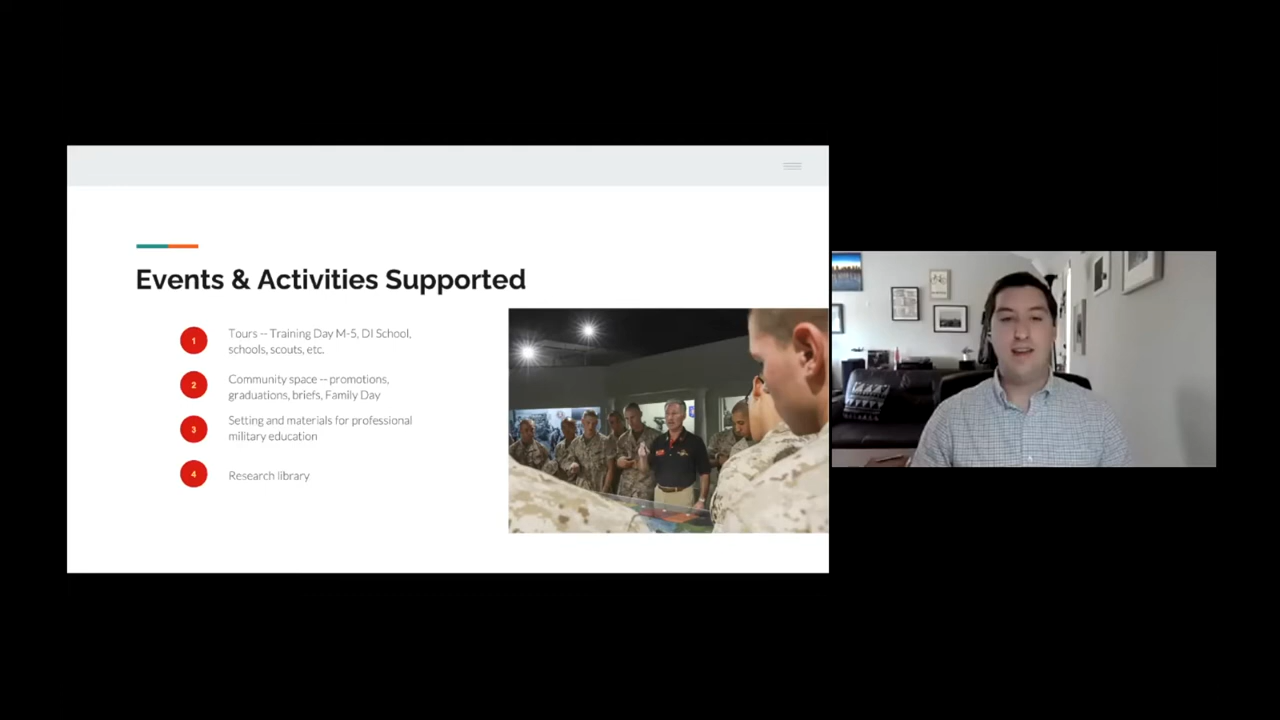 Events & Activities Supported
1
Tours -- Training Day M-5, DI School,
schools, scouts, etc.
2
Community space -- promotions,
graduations, briefs, Family Day
3
Setting and materials for professional
military education
4
Research library